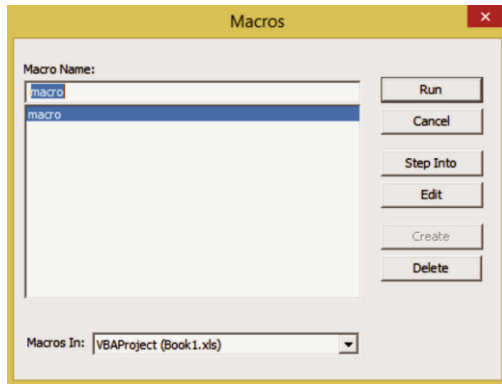 Macros
Macro Name:
macro
macro
Run
Cancel
Step Into
Edit
Create
Delete
Macros In: VBAProject (Book1.xls)